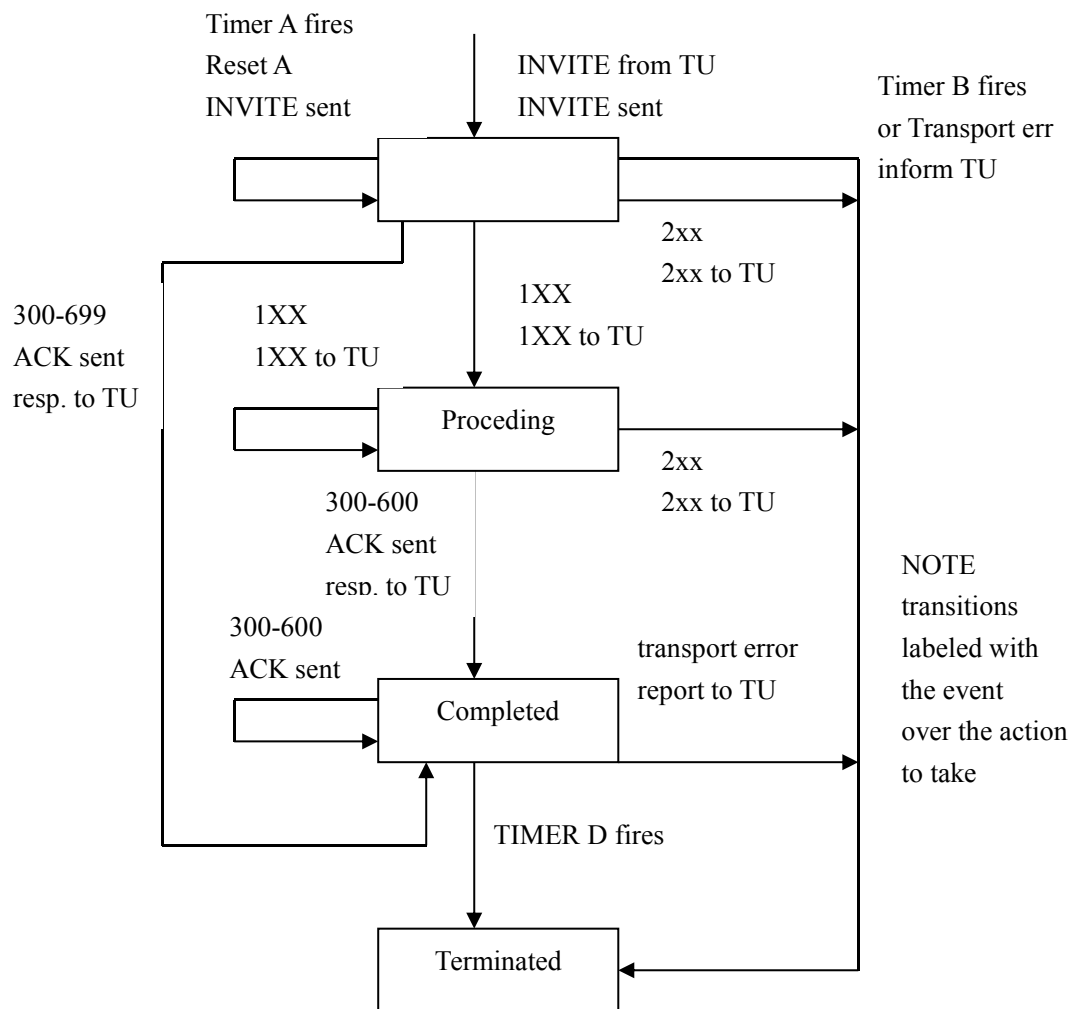 Timer A fires
Reset A
INVITE sent
INVITE from TU
INVITE sent
Timer B fires
or Transport err
inform TU
2xx
2xx to TU
300-699
ACK sent
resp. to TU
1XX
1XX to TU
1XX
1XX to TU
Proceding
2xx
2xx to TU
300-600
ACK sent
resp. to TU
NOTE
transitions
labeled with
the event
over the action
to take
300-600
ACK sent
transport error
report to TU
Completed
TIMER D fires
Terminated